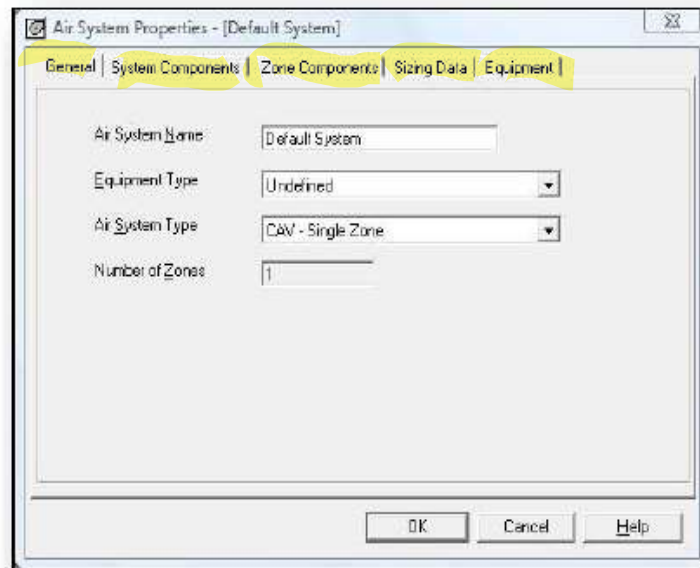 Air System Properties - [Default System]
General | System Components | Zone Components | Sizing Data | Equipment |
Air System Name Default System
Equipment Type Undefined
Air System Type CAV - Single Zone
Number of Zones 1
OK Cancel Help